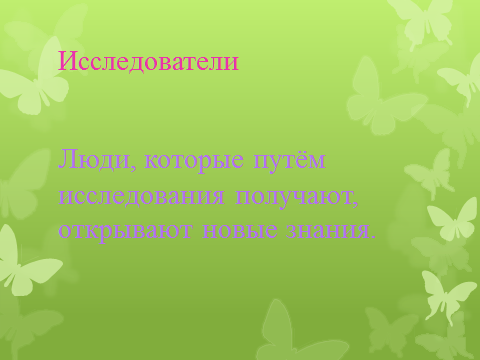 Исследователи
Люди, которые путём
исследования получают,
открывают новые знания.